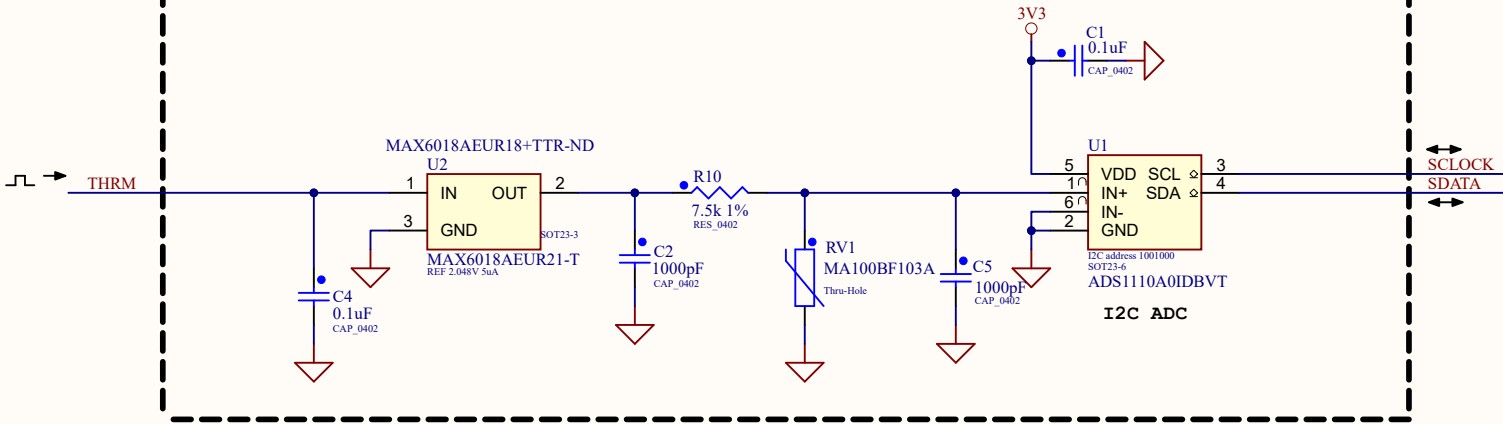 3V3
C1
0.1uF
CAP_0402
MAX6018AEUR18+TTR-ND
U2
THRM
1
IN
OUT
2
3
GND
SOT23-3
MAX6018AEUR21-T
REF 2.048V 5uA
C4
0.1uF
CAP_0402
C2
1000pF
CAP_0402
R10
7.5k 1%
RES_0402
RV1
MA100BF103A
Thru-Hole
C5
1000pF
CAP_0402
U1
5
VDD
SCL
3
1
IN+
SDA
4
6
IN-
2
GND
I2C address 1001000
SOT23-6
ADS1110A0IDBVT
I2C ADC
SCLOCK
SDATA